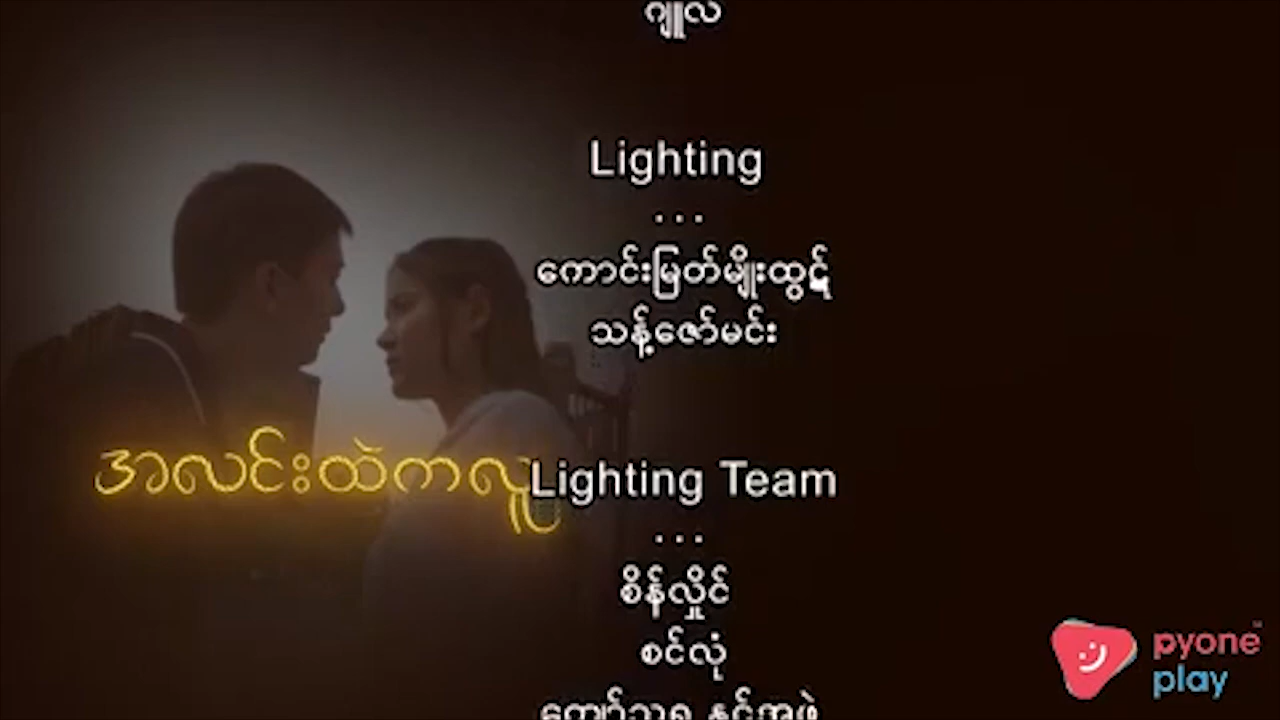 ဂျူလ
Lighting
...
ကောင်းမြတ်မျိုးထွဋ်
သန့်ဇော်မင်း
အလင်းထဲကလူ
Lighting Team
...
စိန်လှိုင်
စင်လုံ
pyone
play